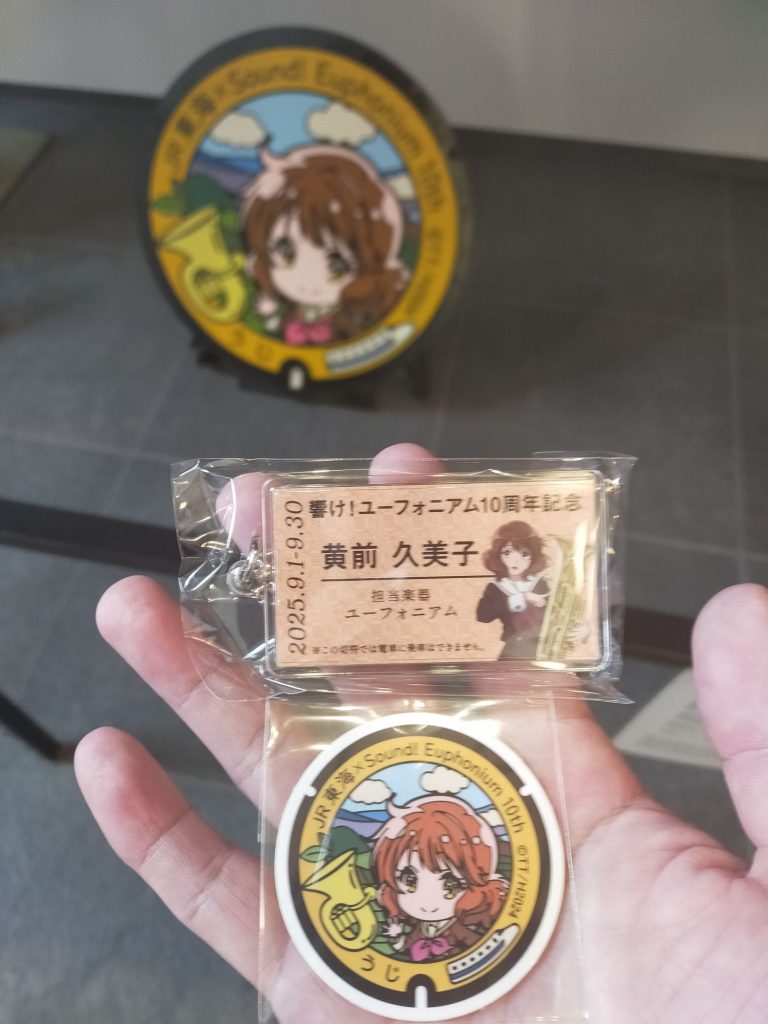 JR東海×Sound! Euphonium 10th
うじ
2025.9.1-9.30
響け!ユーフォニアム10周年記念
黄前 久美子
担当楽器
ユーフォニアム
※この切符では電車に乗車はできません。
JR東海×Sound! Euphonium 10th ©TT/H2024
うじ